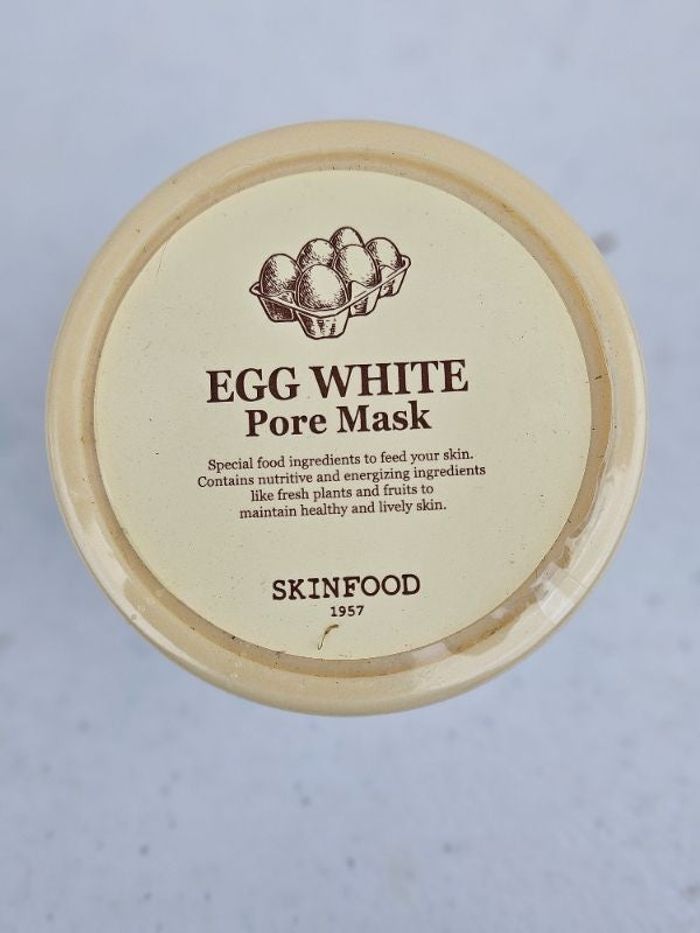 EGG WHITE
Pore Mask
Special food ingredients to feed your skin.
Contains nutritive and energizing ingredients
like fresh plants and fruits to
maintain healthy and lively skin.
SKINFOOD
1957